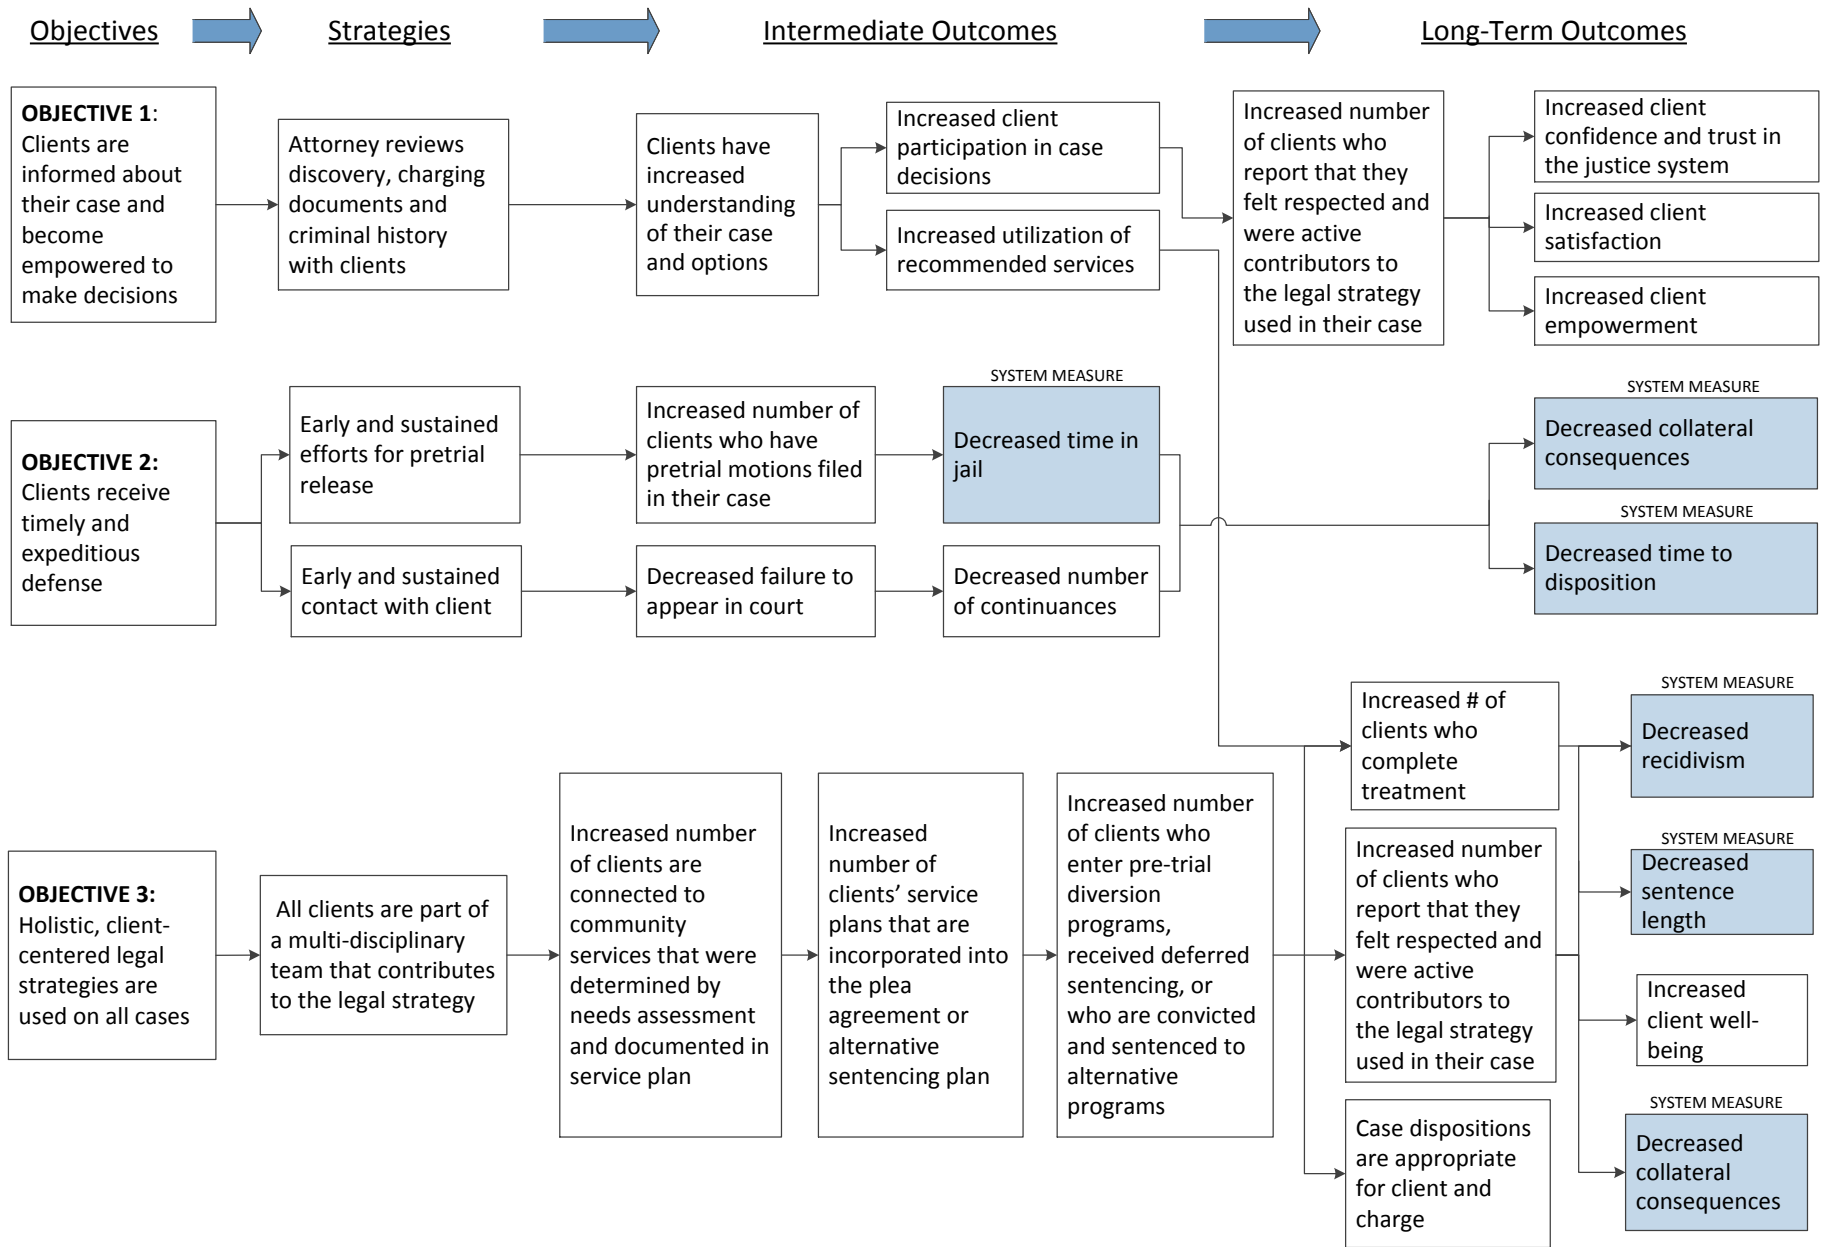 Objectives
Strategies
Intermediate Outcomes
Long-Term Outcomes
OBJECTIVE 1:
Clients are
informed about
their case and
become
empowered to
make decisions
Attorney reviews
discovery, charging
documents and
criminal history
with clients
Clients have
increased
understanding
of their case
and options
Increased client
participation in case
decisions
Increased utilization of
recommended services
Increased number
of clients who
report that they
felt respected and
were active
contributors to
the legal strategy
used in their case
Increased client
confidence and trust in
the justice system
Increased client
satisfaction
Increased client
empowerment
OBJECTIVE 2:
Clients receive
timely and
expeditious
defense
Early and sustained
efforts for pretrial
release
Increased number of
clients who have
pretrial motions filed
in their case
SYSTEM MEASURE
Decreased time in
jail
Early and sustained
contact with client
Decreased failure to
appear in court
Decreased number
of continuances
SYSTEM MEASURE
Decreased collateral
consequences
SYSTEM MEASURE
Decreased time to
disposition
OBJECTIVE 3:
Holistic, client-
centered legal
strategies are
used on all cases
All clients are part of
a multi-disciplinary
team that contributes
to the legal strategy
Increased number
of clients are
connected to
community
services that were
determined by
needs assessment
and documented in
service plan
Increased
number of
clients’ service
plans that are
incorporated into
the plea
agreement or
alternative
sentencing plan
Increased number
of clients who
enter pre-trial
diversion
programs,
received deferred
sentencing, or
who are convicted
and sentenced to
alternative
programs
Increased # of
clients who
complete
treatment
Increased number
of clients who
report that they
felt respected and
were active
contributors to
the legal strategy
used in their case
Case dispositions
are appropriate
for client and
charge
SYSTEM MEASURE
Decreased
recidivism
SYSTEM MEASURE
Decreased
sentence
length
Increased
client well-
being
SYSTEM MEASURE
Decreased
collateral
consequences